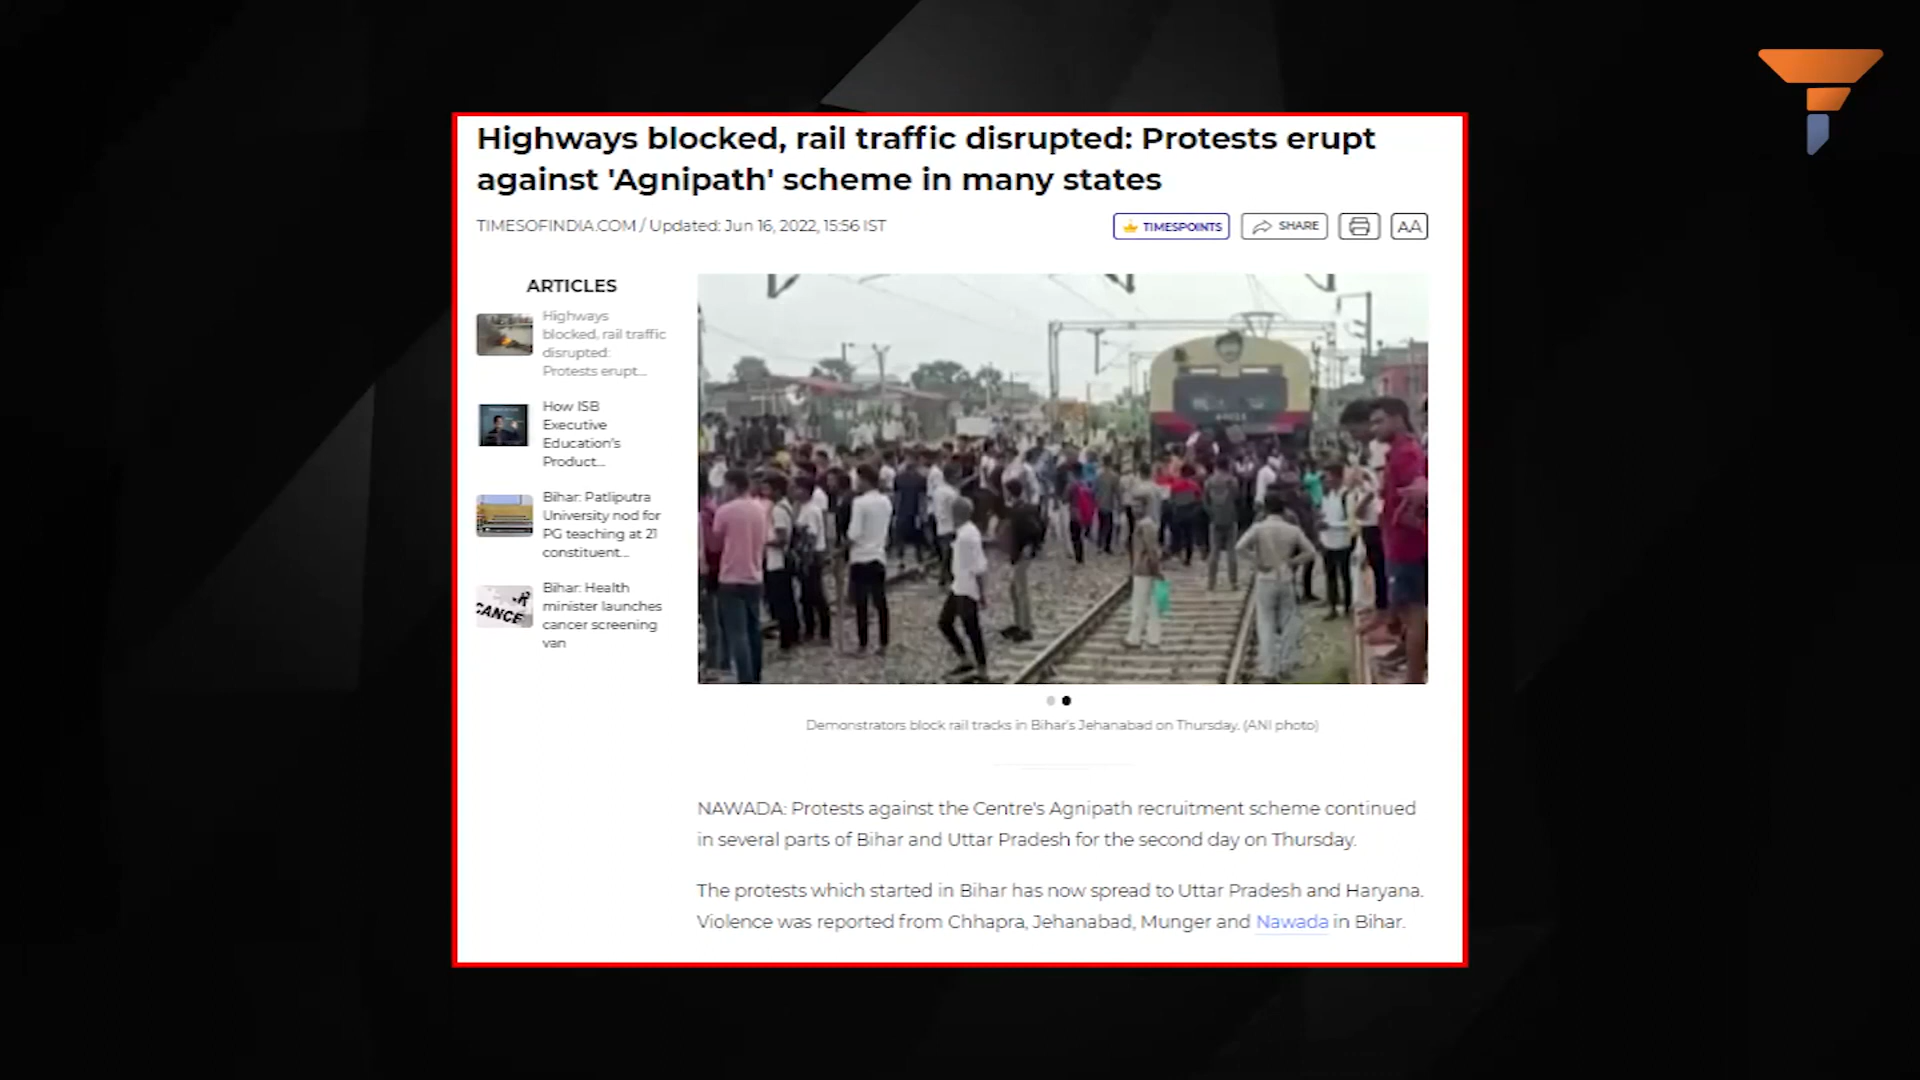 Highways blocked, rail traffic disrupted: Protests erupt
against 'Agnipath' scheme in many states
TIMESOFINDIA.COM / Updated: Jun 16, 2022, 15:56 IST
TIMESPOINTS
SHARE
AA
ARTICLES
Highways
blocked, rail traffic
disrupted:
Protests erupt...
How ISB
Executive
Education's
Product...
Bihar: Patliputra
University nod for
PG teaching at 21
constituent...
CANCE
Bihar: Health
minister launches
cancer screening
van
Demonstrators block rail tracks in Bihar's Jehanabad on Thursday. (ANI photo)
NAWADA: Protests against the Centre's Agnipath recruitment scheme continued
in several parts of Bihar and Uttar Pradesh for the second day on Thursday.
The protests which started in Bihar has now spread to Uttar Pradesh and Haryana.
Violence was reported from Chhapra, Jehanabad, Munger and Nawada in Bihar.